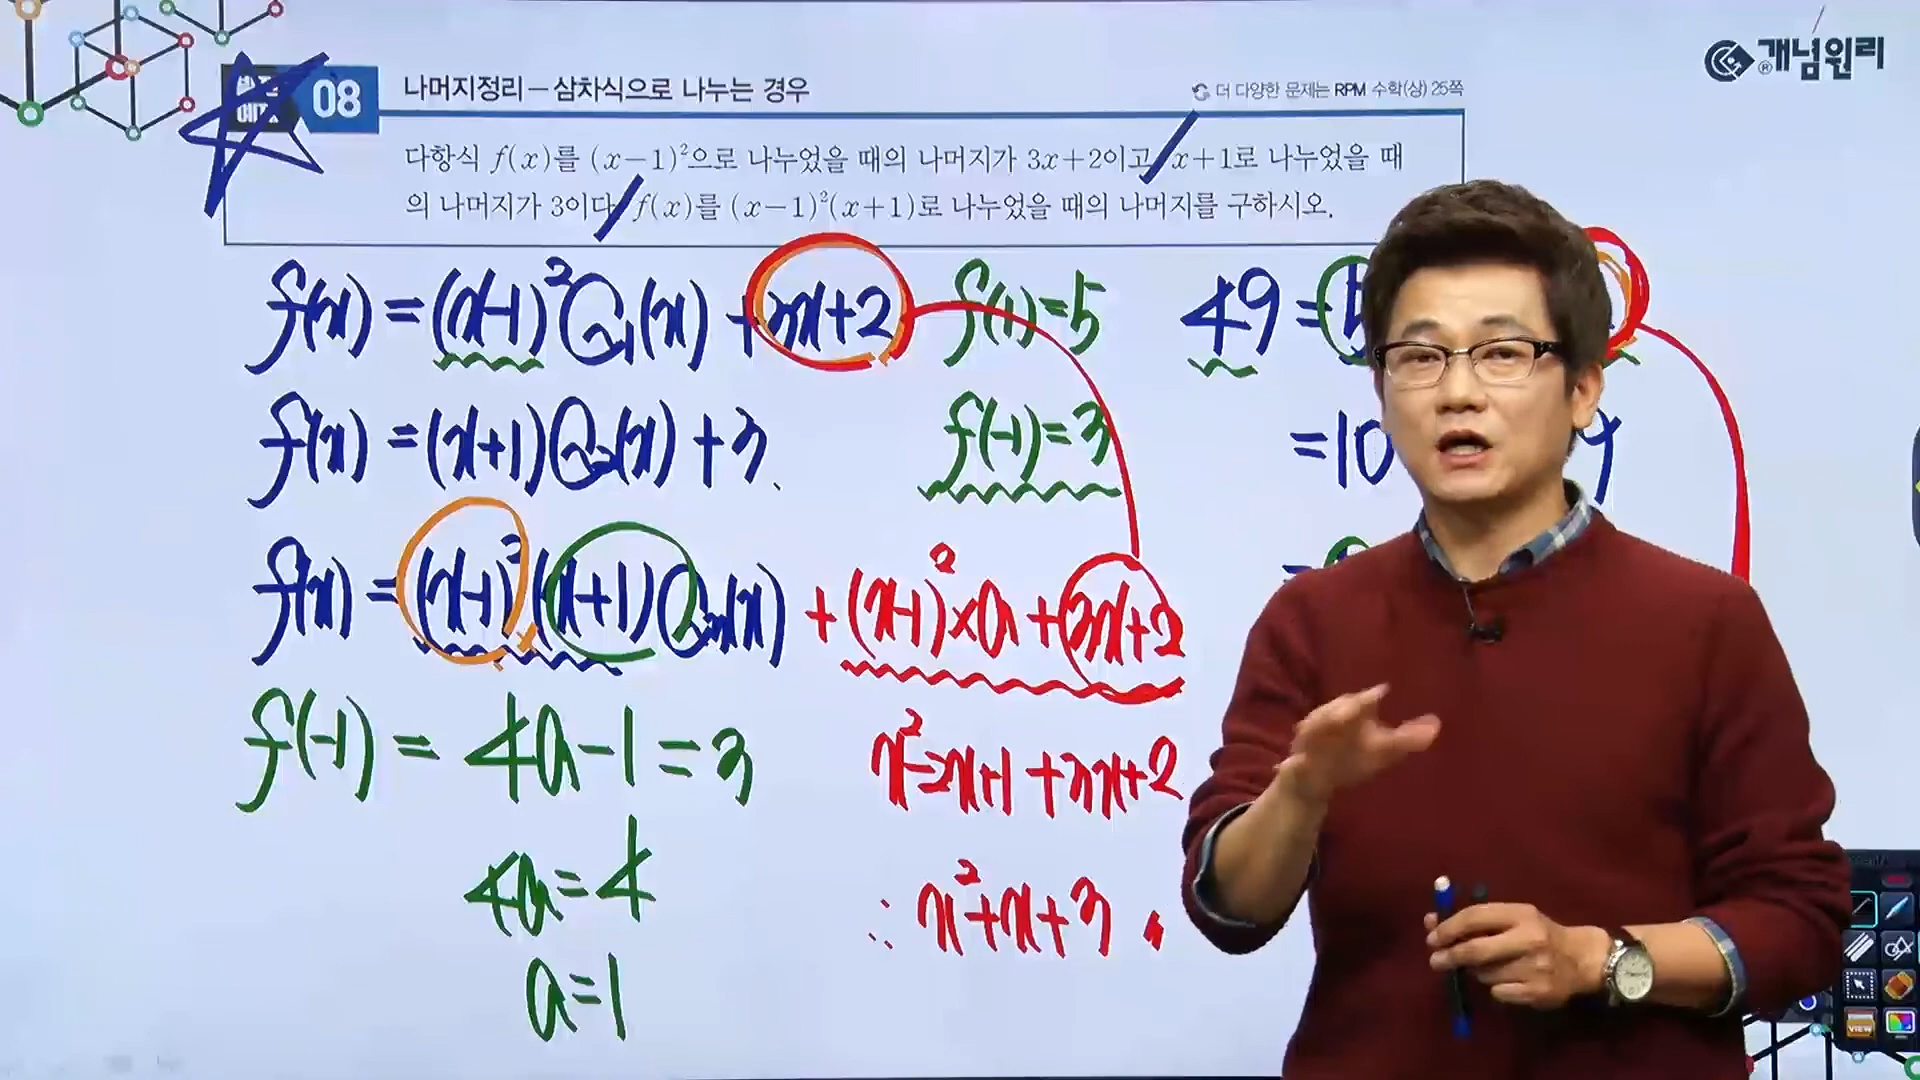 개념원리
08 나머지정리-삼차식으로 나누는 경우
더 다양한 문제는 RPM 수학(상) 25쪽
다항식 f(x)를 (x-1)²으로 나누었을 때의 나머지가 3x+2이고 x+1로 나누었을 때
의 나머지가 3이다 f(x)를 (x-1)²(x+1)로 나누었을 때의 나머지를 구하시오.
f(x)=(x-1)²Q₁(x)+3x+2 f(1)=5 49=
f(x)=(x+1)Q₂(x)+3 f(-1)=3 =10
f(x)=(x-1)²(x+1)Q₃(x)+(x-1)²×a+3x+2
f(-1)=4a-1=3 x²-2x+1+3x+2
4a=4 ∴x²+x+3
a=1
VIEW